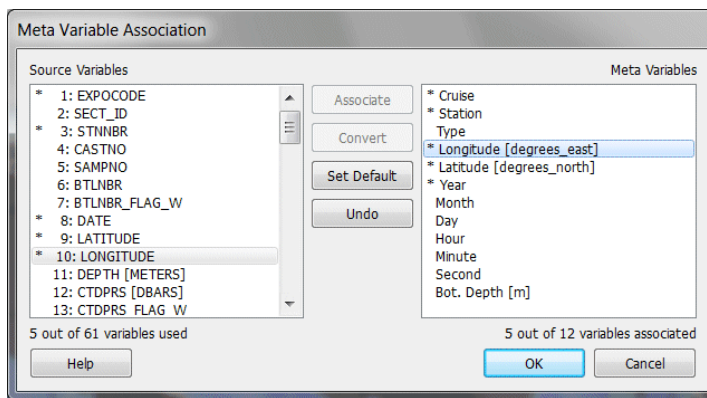 Meta Variable Association
Source Variables
* 1: EXPOCODE
2: SECT_ID
* 3: STNNBR
4: CASTNO
5: SAMPNO
6: BTLNBR
7: BTLNBR_FLAG_W
* 8: DATE
* 9: LATITUDE
* 10: LONGITUDE
11: DEPTH [METERS]
12: CTDPRS [DBARS]
13: CTDPRS_FLAG_W
5 out of 61 variables used
Help
Associate
Convert
Set Default
Undo
Meta Variables
* Cruise
* Station
Type
* Longitude [degrees_east]
* Latitude [degrees_north]
* Year
Month
Day
Hour
Minute
Second
Bot. Depth [m]
5 out of 12 variables associated
OK
Cancel